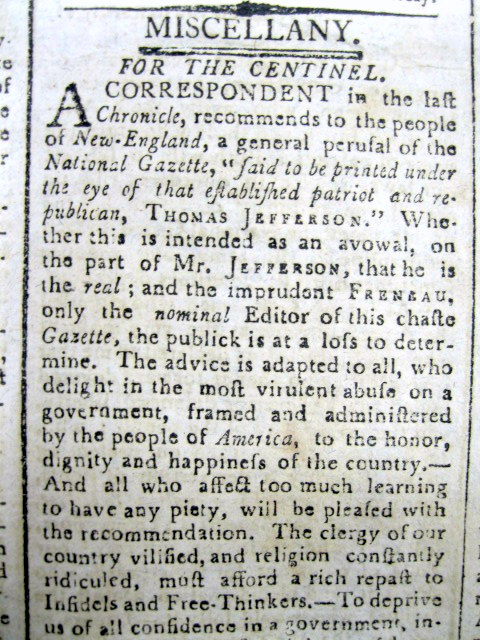 MISCELLANY.
FOR THE CENTINEL.
A CORRESPONDENT in the laſt
Chronicle, recommends to the people
of New-England, a general peruſal of the
National Gazette, "ſaid to be printed under
the eye of that eſtabliſhed patriot and re-
publican, THOMAS JEFFERSON." Whe-
ther this is intended as an avowal, on
the part of Mr. JEFFERSON, that he is
the real; and the imprudent FRENEAU,
only the nominal Editor of this chaſte
Gazette, the publick is at a loſs to deter-
mine. The advice is adapted to all, who
delight in the moſt virulent abuſe on a
government, framed and adminiſtered
by the people of America, to the honor,
dignity and happineſs of the country.—
And all who affect too much learning
to have any piety, will be pleaſed with
the recommendation. The clergy of our
country vilified, and religion conſtantly
ridiculed, muſt afford a rich repaſt to
Infidels and Free-Thinkers.—To deprive
us of all confidence in a government, in-